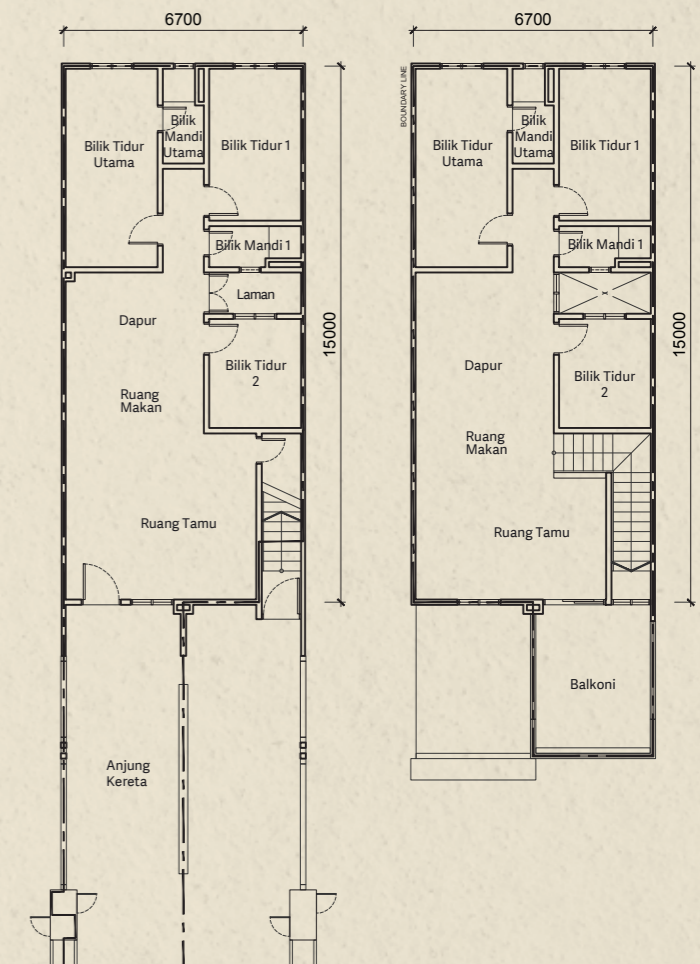 6700
Bilik Tidur
Utama
Bilik
Mandi
Utama
Bilik Tidur 1
Bilik Mandi 1
Laman
Dapur
Bilik Tidur
2
Ruang
Makan
Ruang Tamu
Anjung
Kereta
15000
6700
BOUNDARY LINE
Bilik Tidur
Utama
Bilik
Mandi
Utama
Bilik Tidur 1
Bilik Mandi 1
Dapur
Bilik Tidur
2
Ruang
Makan
Ruang Tamu
Balkoni
15000